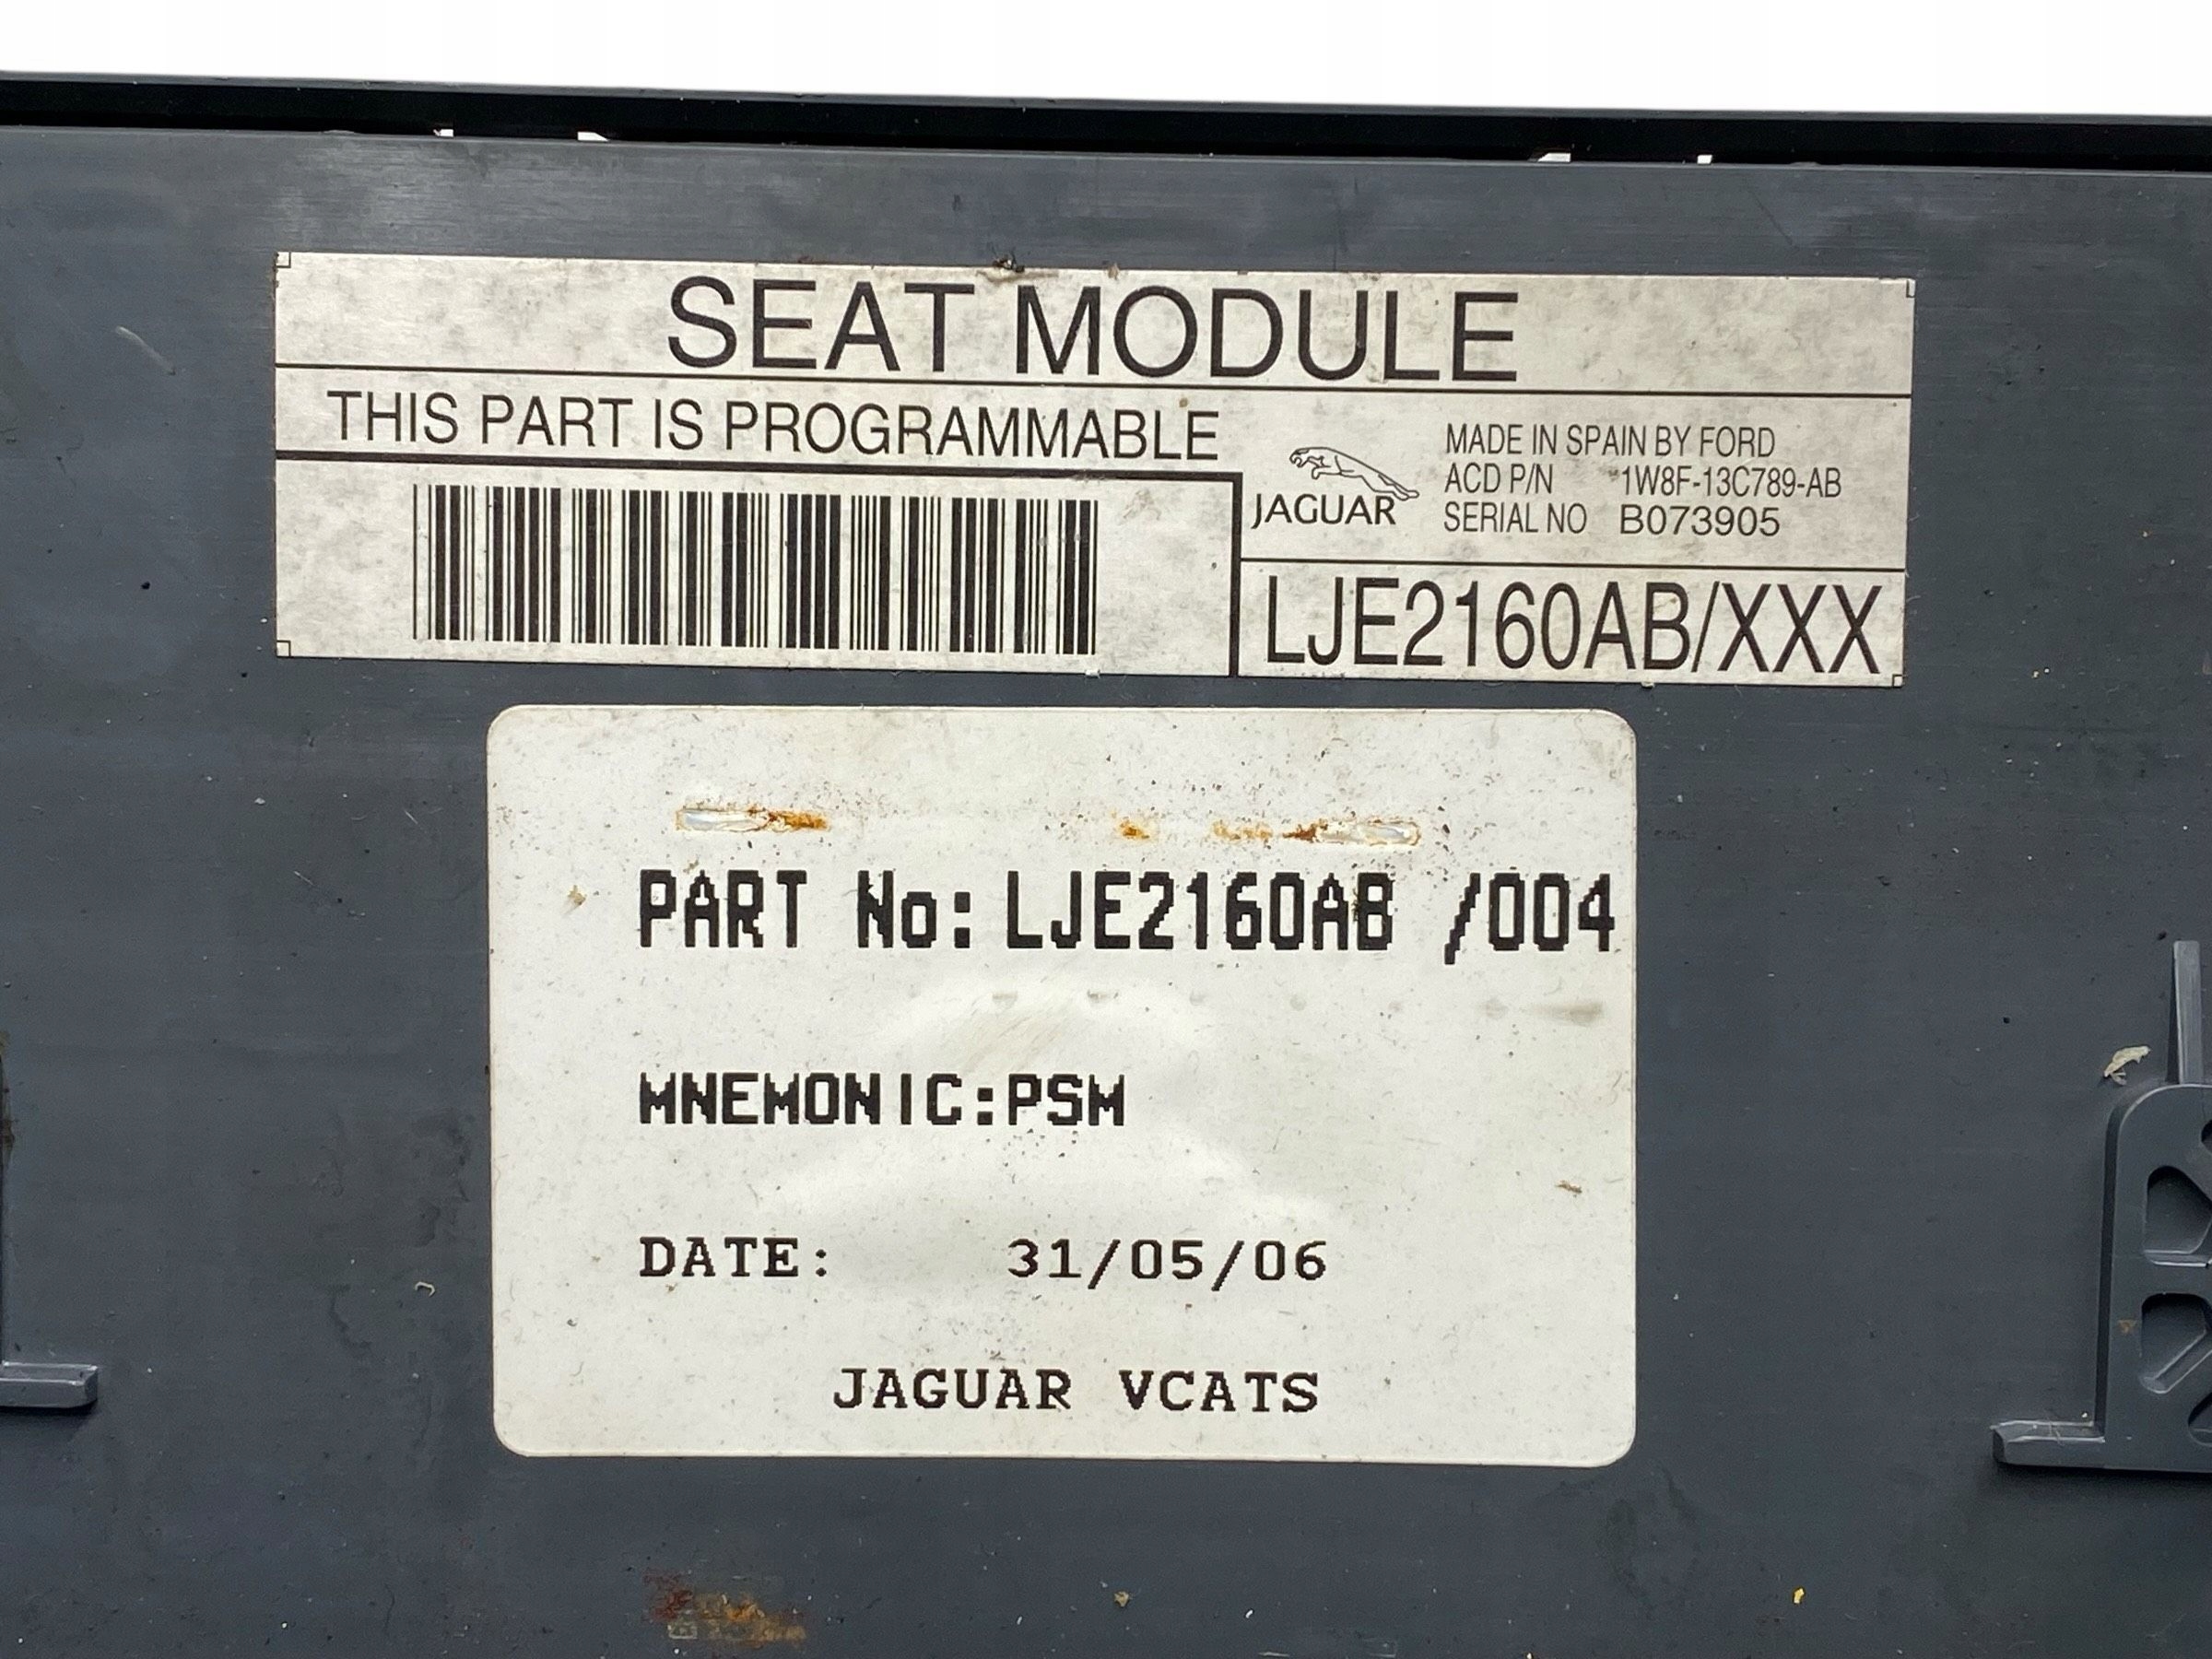 SEAT MODULE
THIS PART IS PROGRAMMABLE
JAGUAR
MADE IN SPAIN BY FORD
ACD P/N 1W8F-13C789-AB
SERIAL NO B073905
LJE2160AB/XXX
PART No: LJE2160AB /004
MNEMONIC:PSM
DATE: 31/05/06
JAGUAR VCATS